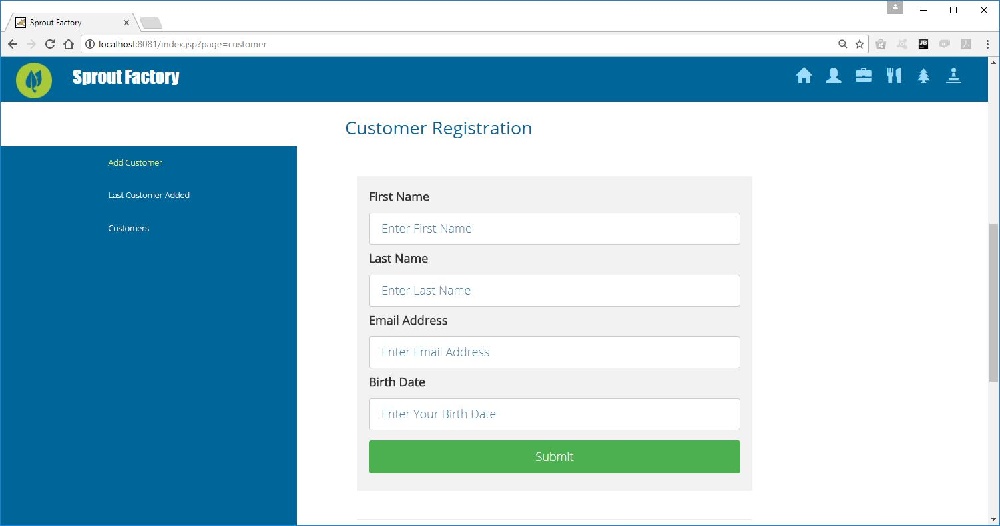 Sprout Factory
localhost:8081/index.jsp?page=customer
JB
Sprout Factory
Customer Registration
Add Customer
Last Customer Added
Customers
First Name
Enter First Name
Last Name
Enter Last Name
Email Address
Enter Email Address
Birth Date
Enter Your Birth Date
Submit